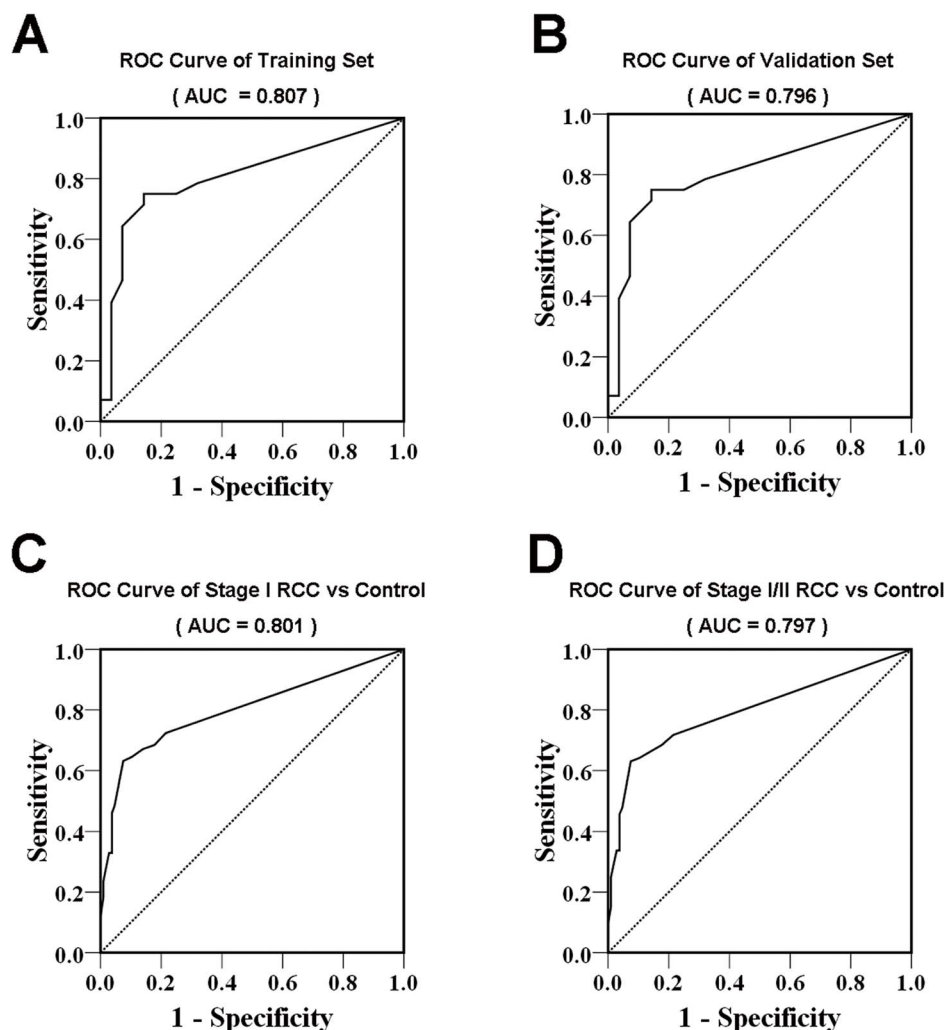 A
ROC Curve of Training Set
( AUC = 0.807 )
1.0
0.8
0.6
0.4
0.2
0.0
Sensitivity
0.0 0.2 0.4 0.6 0.8 1.0
1 - Specificity
B
ROC Curve of Validation Set
( AUC = 0.796 )
1.0
0.8
0.6
0.4
0.2
0.0
Sensitivity
0.0 0.2 0.4 0.6 0.8 1.0
1 - Specificity
C
ROC Curve of Stage I RCC vs Control
( AUC = 0.801 )
1.0
0.8
0.6
0.4
0.2
0.0
Sensitivity
0.0 0.2 0.4 0.6 0.8 1.0
1 - Specificity
D
ROC Curve of Stage I/II RCC vs Control
( AUC = 0.797 )
1.0
0.8
0.6
0.4
0.2
0.0
Sensitivity
0.0 0.2 0.4 0.6 0.8 1.0
1 - Specificity